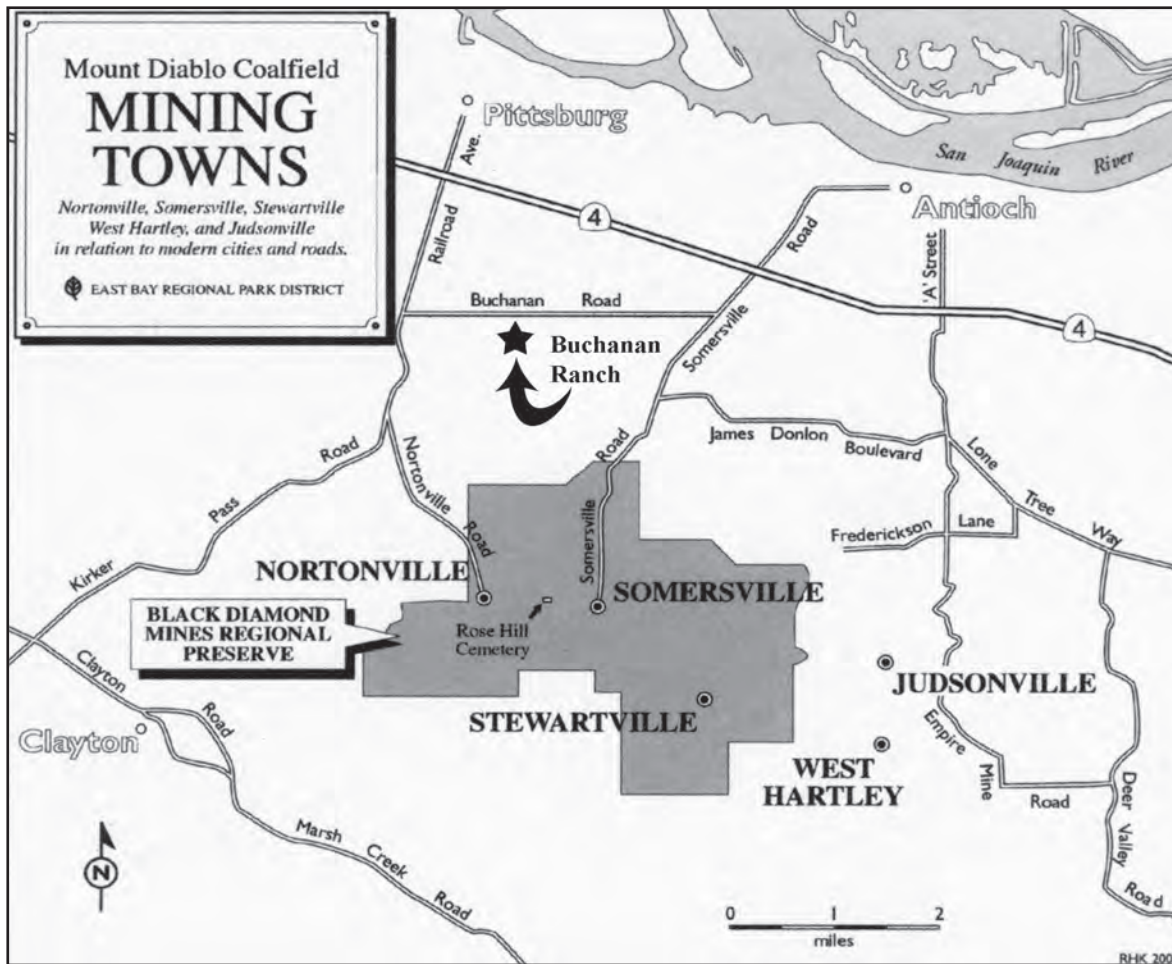 Mount Diablo Coalfield
MINING
TOWNS
Nortonville, Somersville, Stewartville
West Hartley, and Judsonville
in relation to modern cities and roads.
EAST BAY REGIONAL PARK DISTRICT
Pittsburg
San Joaquin River
Antioch
Railroad Ave.
4
Somersville Road
'A' Street
4
Buchanan Road
Buchanan
Ranch
James Donlon Boulevard
Lone Tree Way
Kirker Pass Road
Nortonville Road
Somersville Road
Frederickson Lane
NORTONVILLE
SOMERSVILLE
Rose Hill
Cemetery
BLACK DIAMOND
MINES REGIONAL
PRESERVE
JUDSONVILLE
STEWARTVILLE
WEST
HARTLEY
Empire Mine Road
Deer Valley Road
Clayton Road
Clayton
Marsh Creek Road
N
0 1 2
miles
RHK